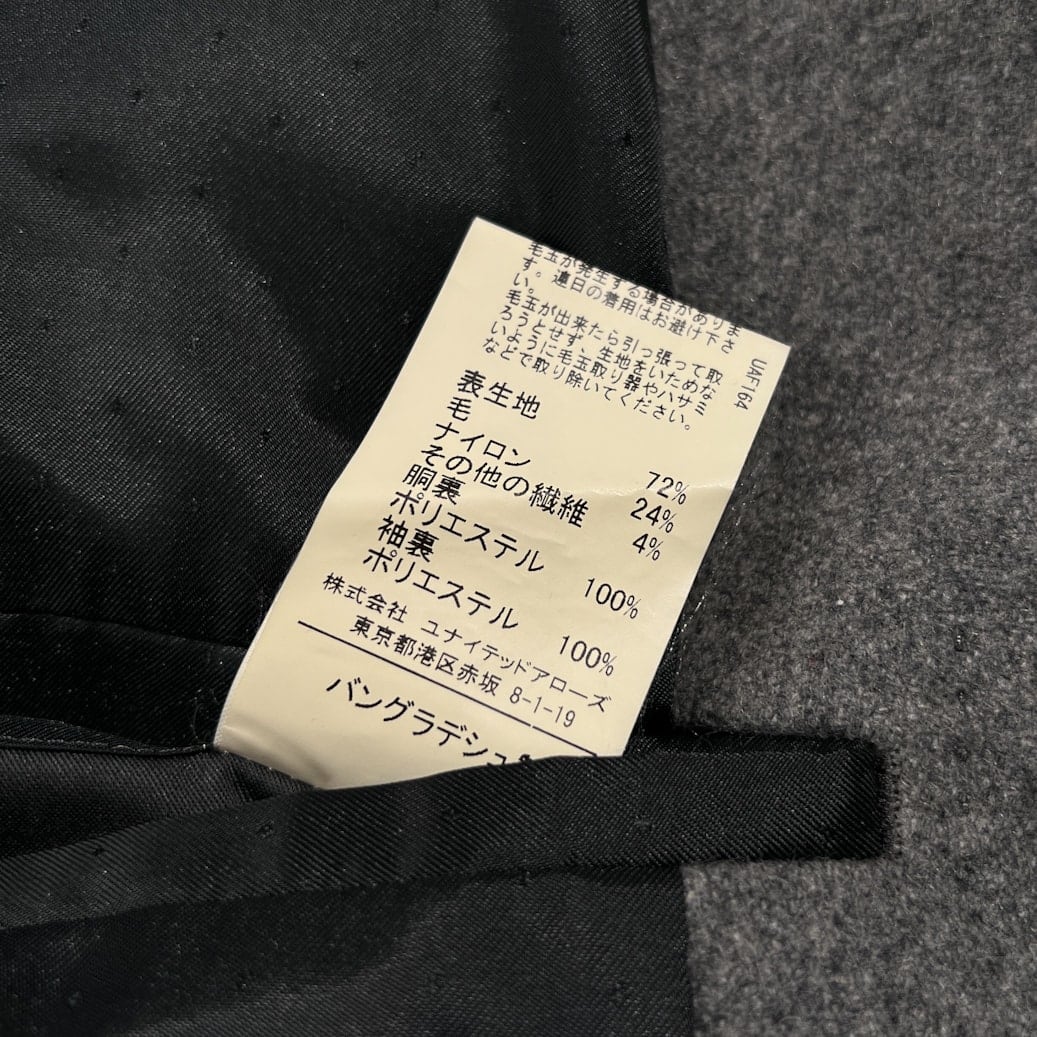 毛玉が発生する場合がありま
す。連日の着用はお避け下さ
い。
毛玉が出来たら引っ張って取
ろうとせず、生地をいためな
いように毛玉取り器やハサミ
などで取り除いてください。
UAF164
表生地
毛 72%
ナイロン 24%
その他の繊維 4%
胴裏
ポリエステル 100%
袖裏
ポリエステル 100%
株式会社 ユナイテッドアローズ
東京都港区赤坂 8-1-19
バングラデシュ